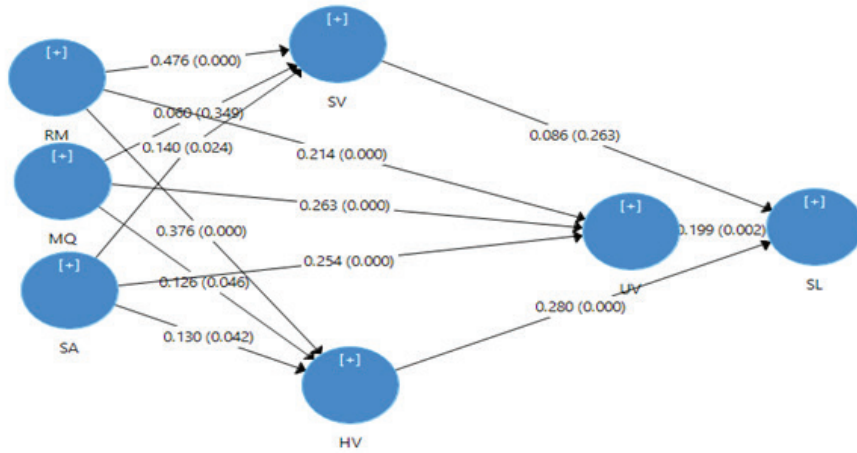 [+]
RM
[+]
MQ
[+]
SA
[+]
SV
[+]
UV
[+]
HV
[+]
SL
0.476 (0.000)
0.060 (0.349)
0.140 (0.024)
0.214 (0.000)
0.263 (0.000)
0.254 (0.000)
0.376 (0.000)
0.126 (0.046)
0.130 (0.042)
0.086 (0.263)
0.199 (0.002)
0.280 (0.000)